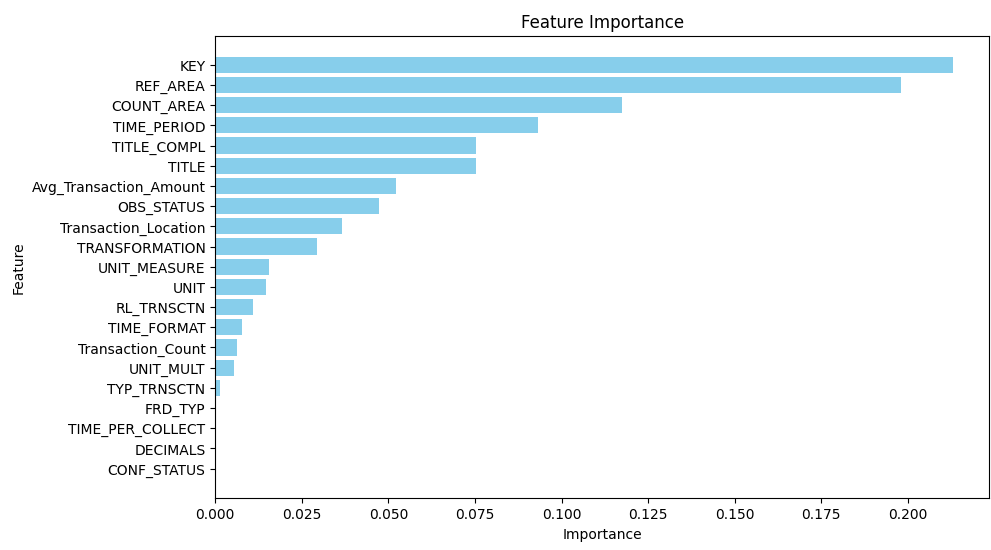 Feature Importance
KEY
REF_AREA
COUNT_AREA
TIME_PERIOD
TITLE_COMPL
TITLE
Avg_Transaction_Amount
OBS_STATUS
Transaction_Location
TRANSFORMATION
UNIT_MEASURE
UNIT
RL_TRNSCTN
TIME_FORMAT
Transaction_Count
UNIT_MULT
TYP_TRNSCTN
FRD_TYP
TIME_PER_COLLECT
DECIMALS
CONF_STATUS
Feature
0.000 0.025 0.050 0.075 0.100 0.125 0.150 0.175 0.200
Importance